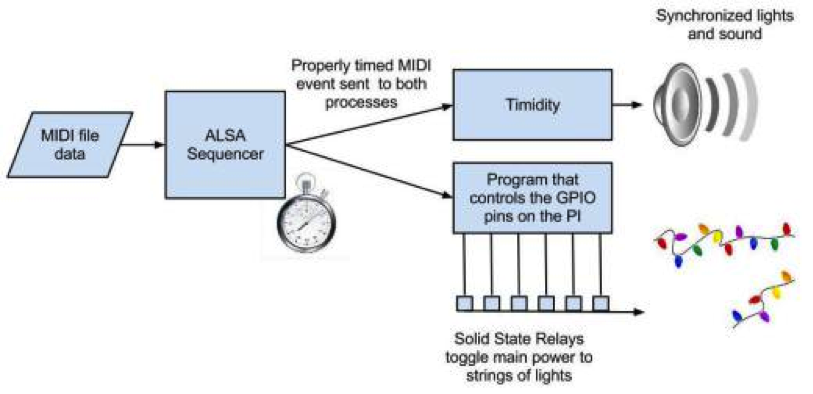 Synchronized lights
and sound
Properly timed MIDI
event sent to both
processes
MIDI file
data
ALSA
Sequencer
Timidity
Program that
controls the GPIO
pins on the PI
Solid State Relays
toggle main power to
strings of lights